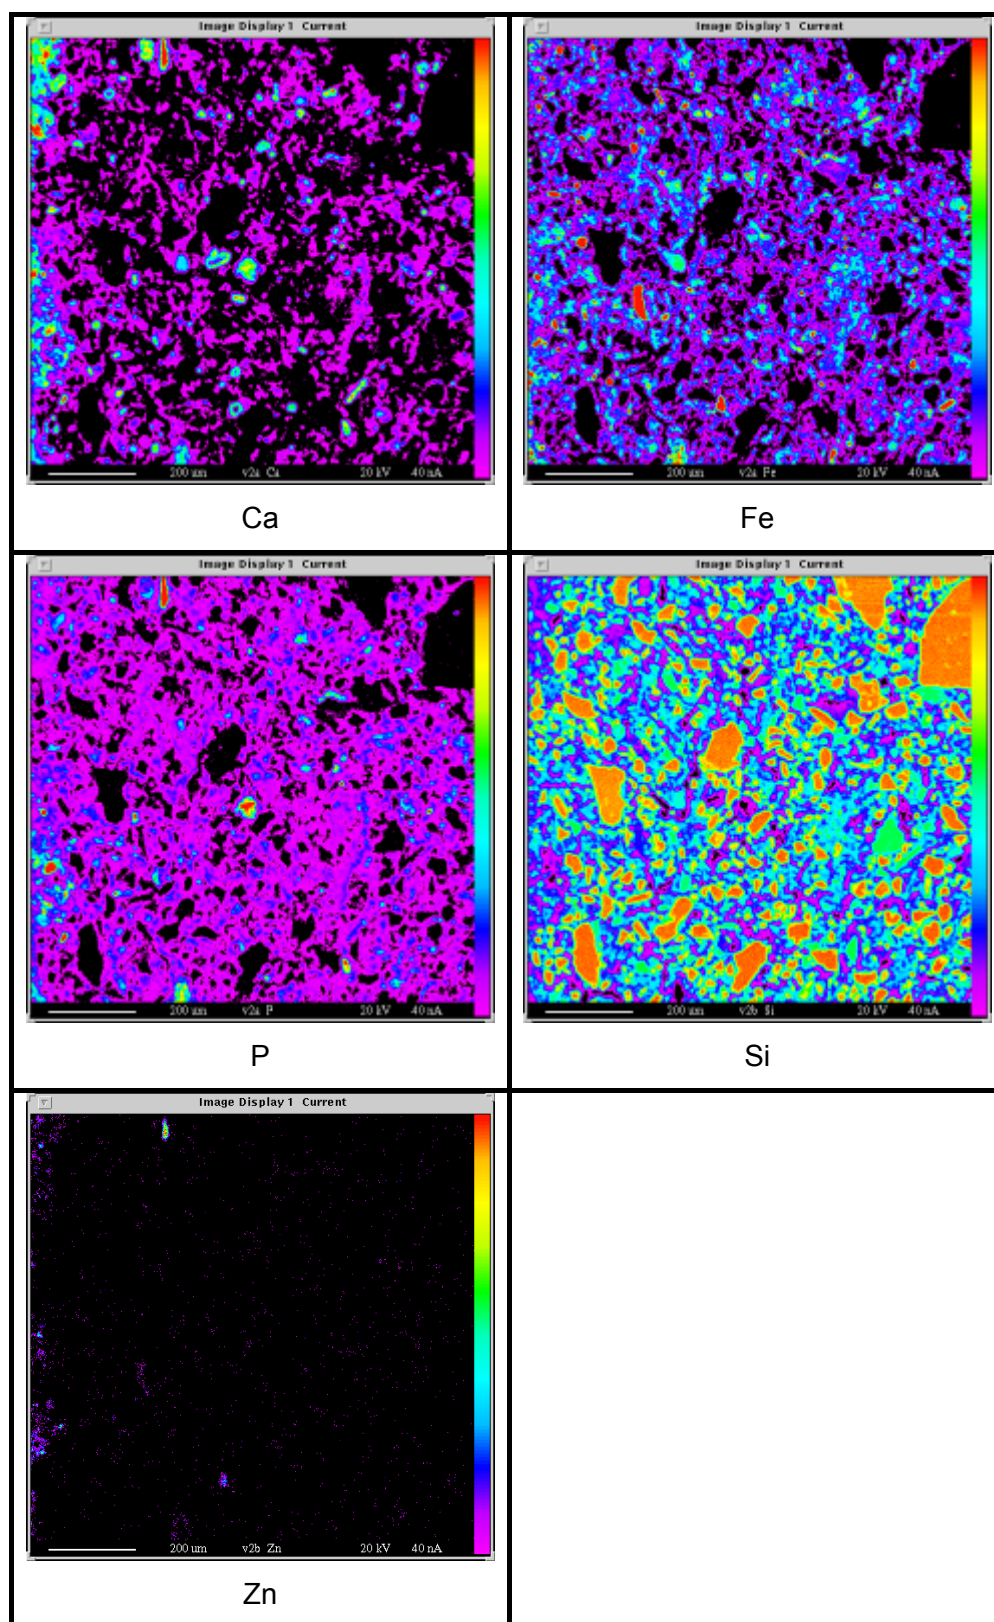 Image Display 1 Current
Image Display 1 Current
200 um v2a Ca 20 kV 40 nA
200 um v2a Fe 20 kV 40 nA
Ca
Fe
Image Display 1 Current
Image Display 1 Current
200 um v2a P 20 kV 40 nA
200 um v2b Si 20 kV 40 nA
P
Si
Image Display 1 Current
200 um v2b Zn 20 kV 40 nA
Zn